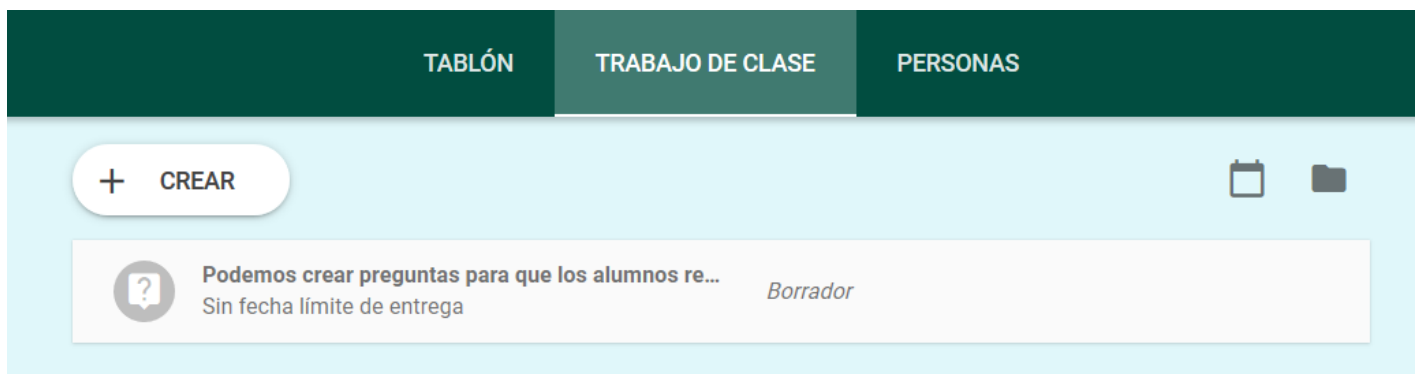 TABLÓN TRABAJO DE CLASE PERSONAS
+ CREAR
Podemos crear preguntas para que los alumnos re...
Borrador
Sin fecha límite de entrega